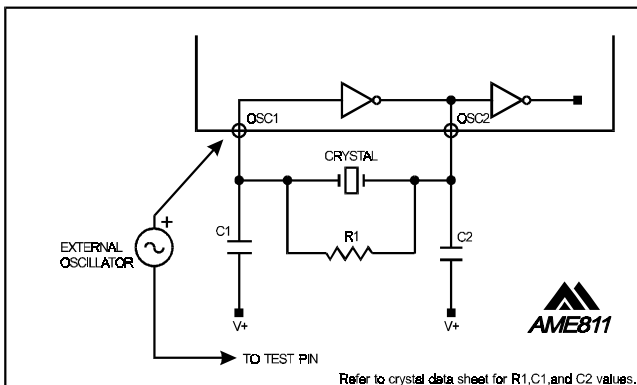 OSC1
OSC2
CRYSTAL
C1
R1
C2
+
EXTERNAL
OSCILLATOR
V+
V+
AME811
TO TEST PIN
Refer to crystal data sheet for R1,C1,and C2 values.